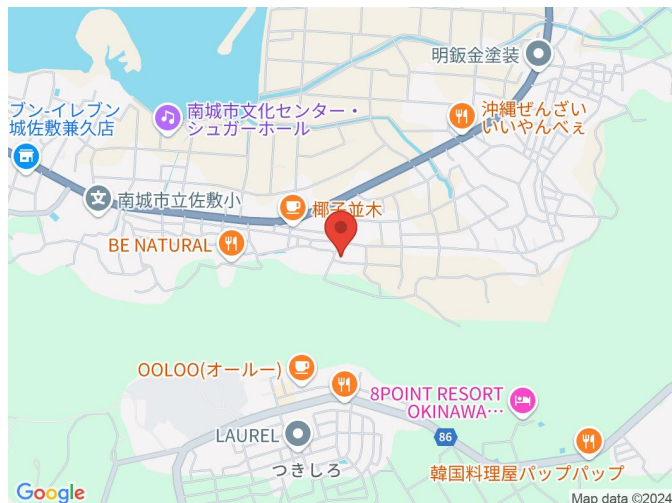 明鈑金塗装
ブン-イレブン
城佐敷兼久店
南城市文化センター・
シュガーホール
沖縄ぜんざい
いいやんべぇ
文
南城市立佐敷小
椰子並木
BE NATURAL
OOLOO(オールー)
8POINT RESORT
OKINAWA…
LAUREL
86
つきしろ
韓国料理屋パップパップ
Google
Map data ©2024